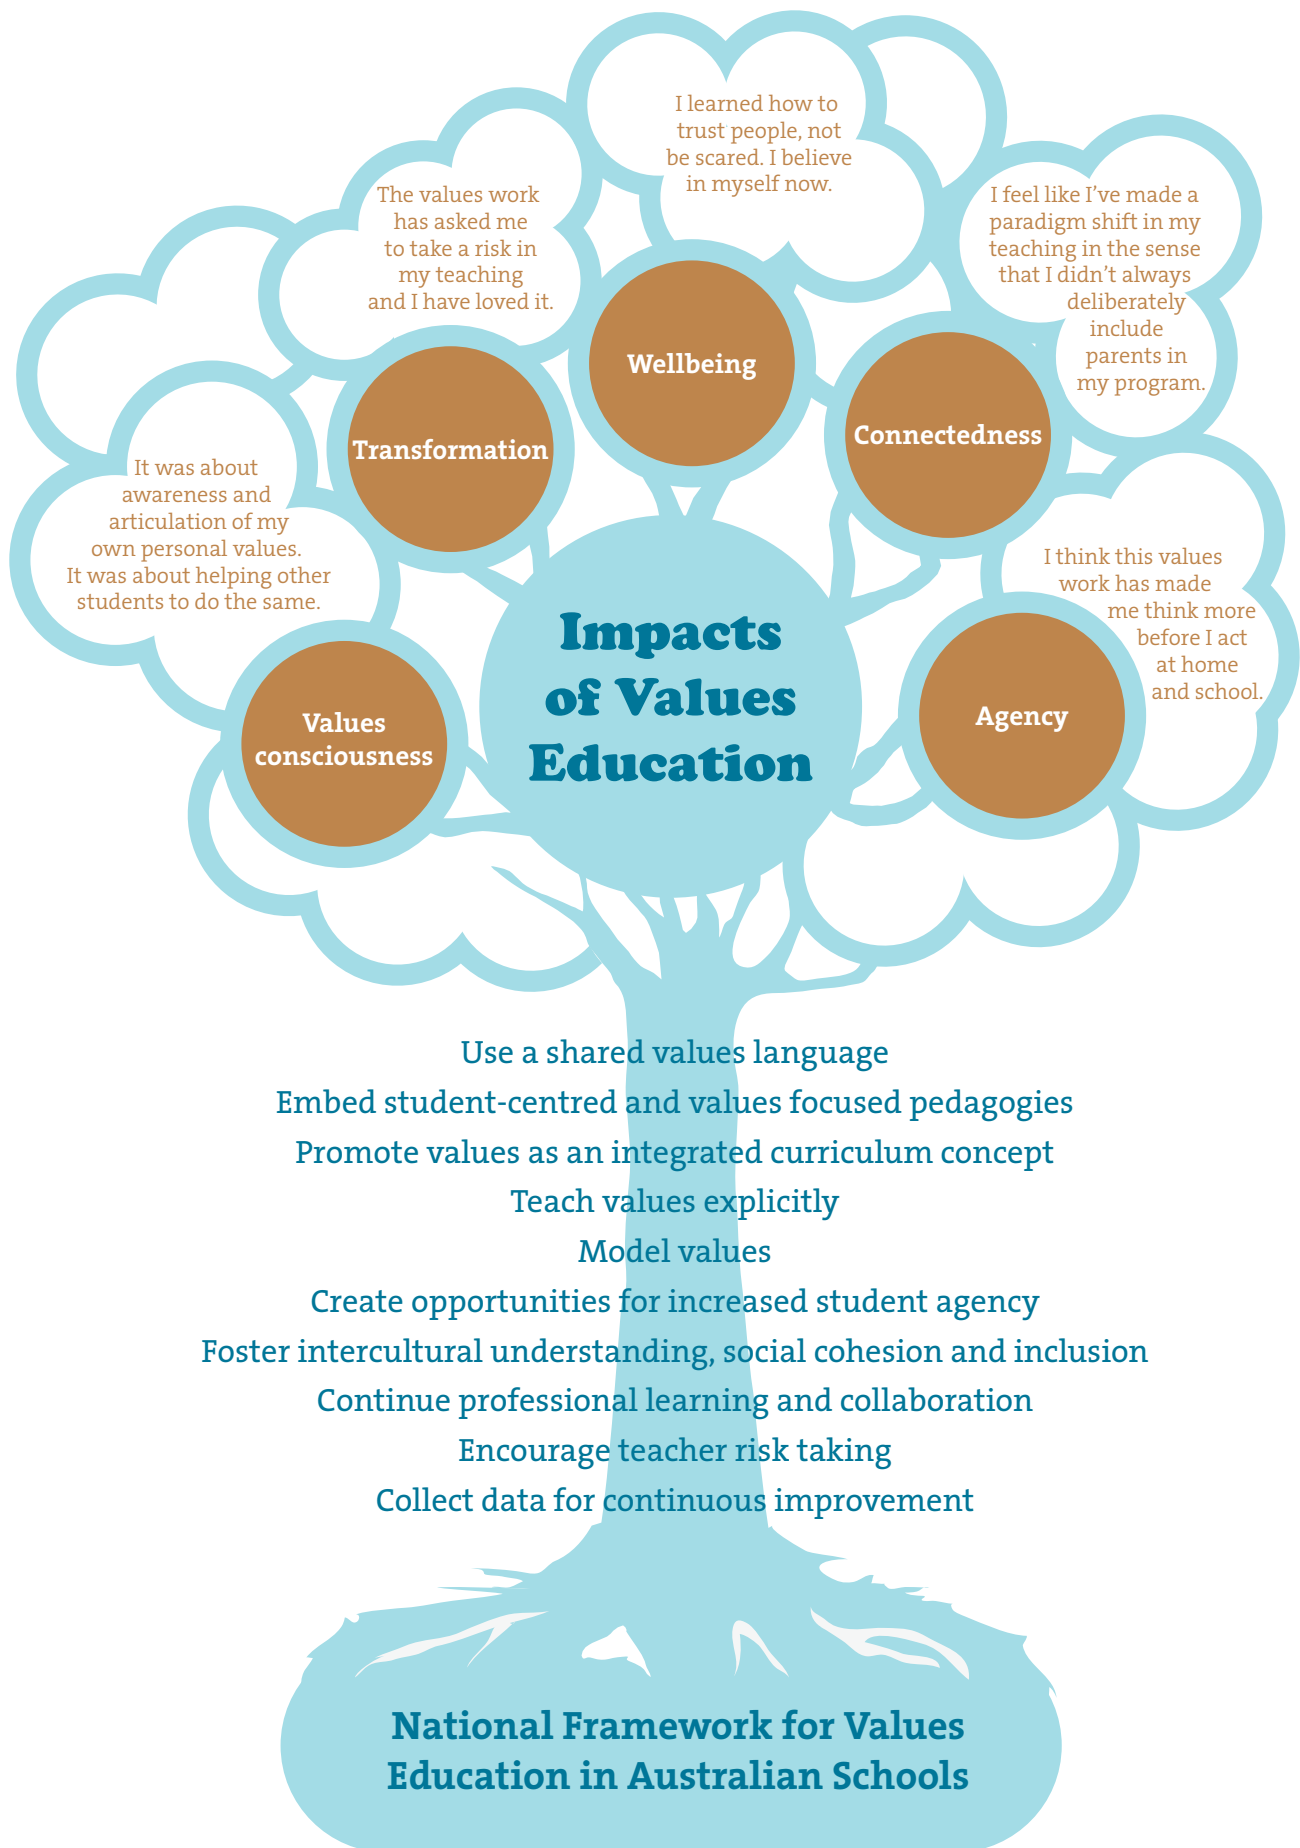 I learned how to
trust people, not
be scared. I believe
in myself now.
The values work
has asked me
to take a risk in
my teaching
and I have loved it.
I feel like I've made a
paradigm shift in my
teaching in the sense
that I didn't always
deliberately
include
parents in
my program.
Wellbeing
Transformation
Connectedness
It was about
awareness and
articulation of my
own personal values.
It was about helping other
students to do the same.
I think this values
work has made
me think more
before I act
at home
and school.
Values
consciousness
Impacts
of Values
Education
Agency
Use a shared values language
Embed student-centred and values focused pedagogies
Promote values as an integrated curriculum concept
Teach values explicitly
Model values
Create opportunities for increased student agency
Foster intercultural understanding, social cohesion and inclusion
Continue professional learning and collaboration
Encourage teacher risk taking
Collect data for continuous improvement
National Framework for Values
Education in Australian Schools